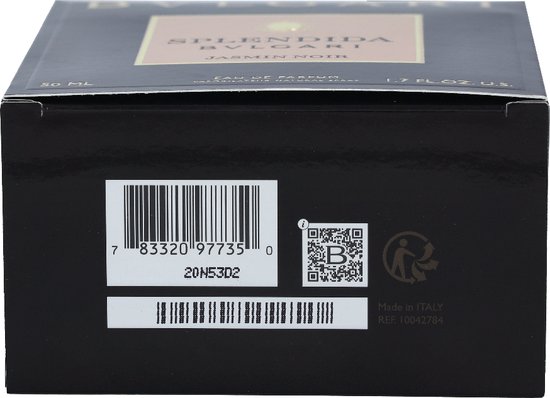 BVLGARI
SPLENDIDA
BVLGARI
JASMIN NOIR
EAU DE PARFUM
50 ML
1.7 FL.OZ. U.S.
7 83320 97735 0
20N53D2
i
B
Made in ITALY
REF. 10042784